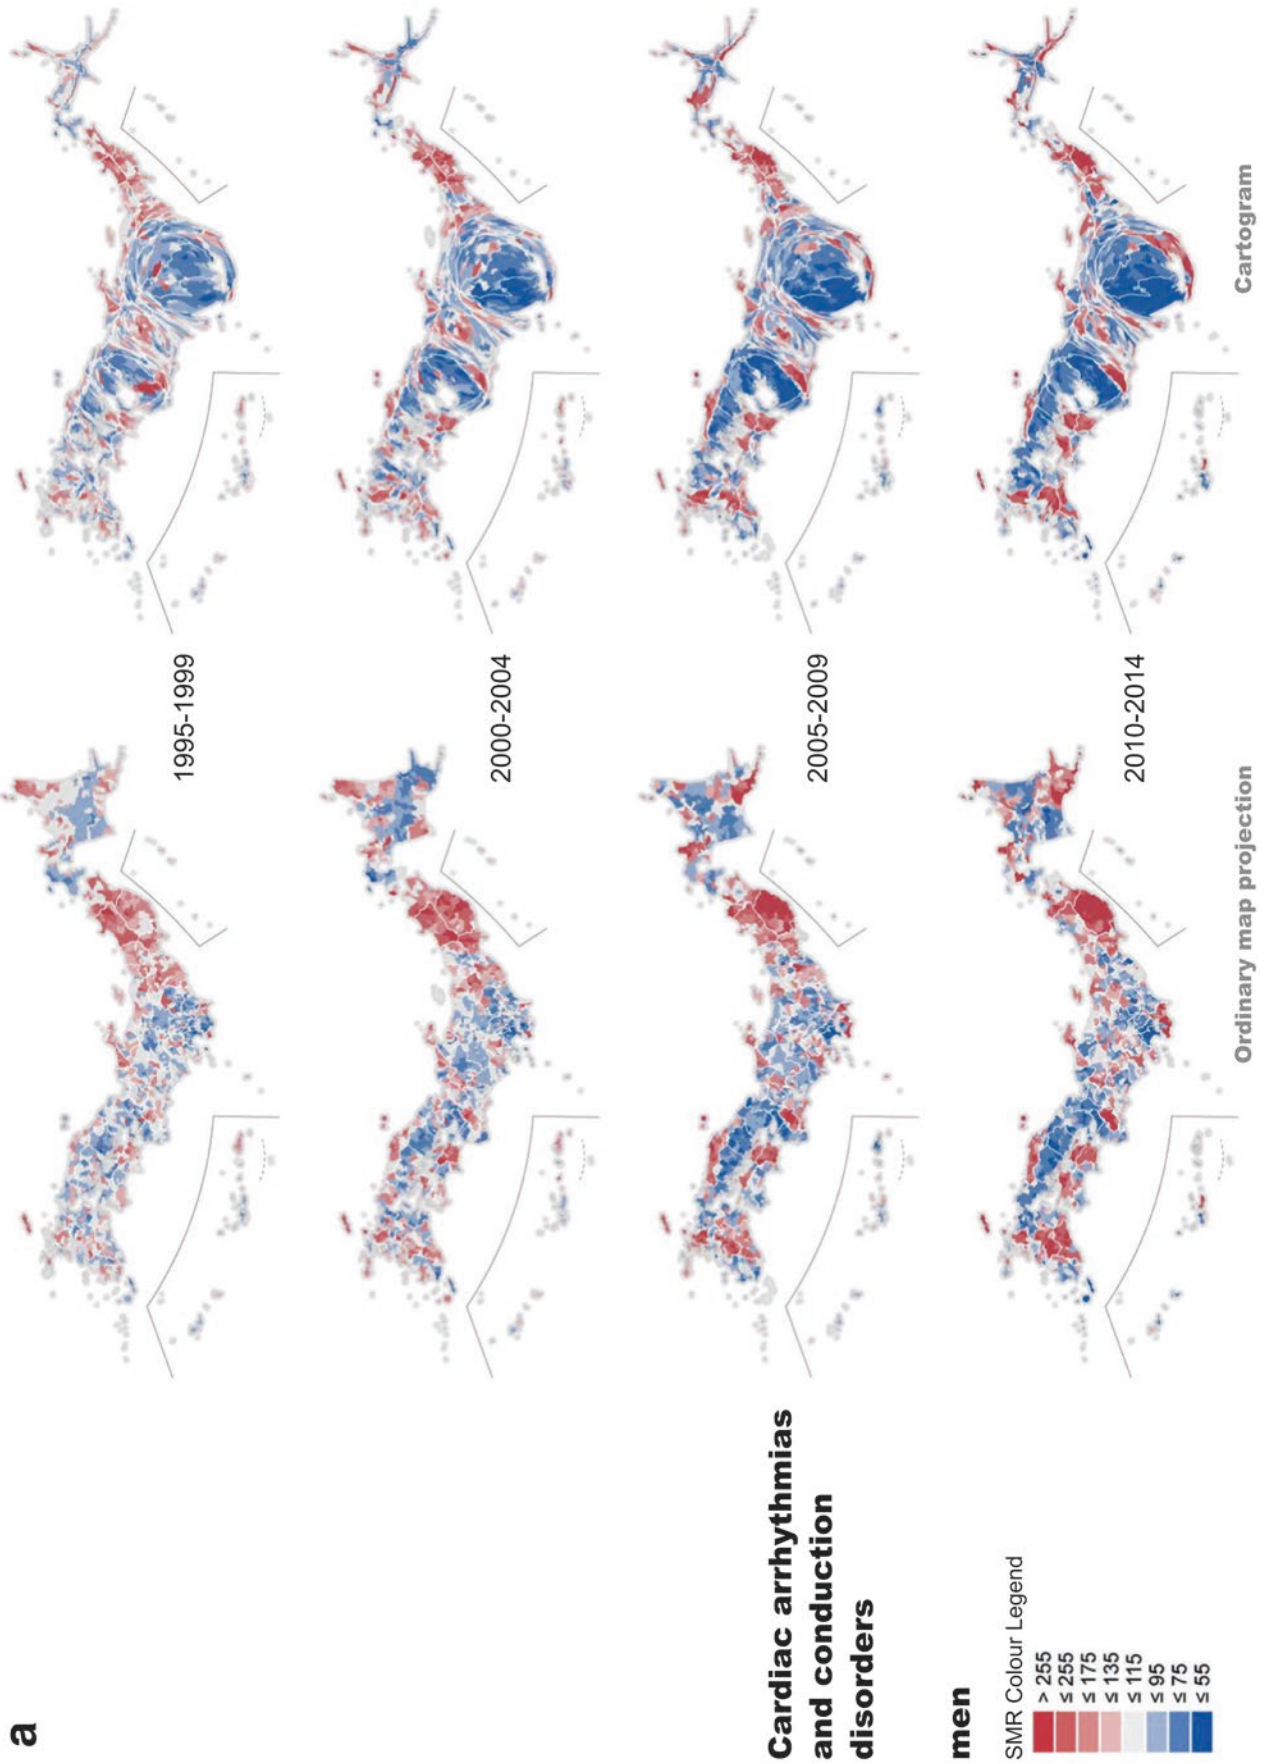 a
Cardiac arrhythmias
and conduction
disorders
men
SMR Colour Legend
> 255
≤ 255
≤ 175
≤ 135
≤ 115
≤ 95
≤ 75
≤ 55
1995-1999
2000-2004
2005-2009
2010-2014
Ordinary map projection
Cartogram